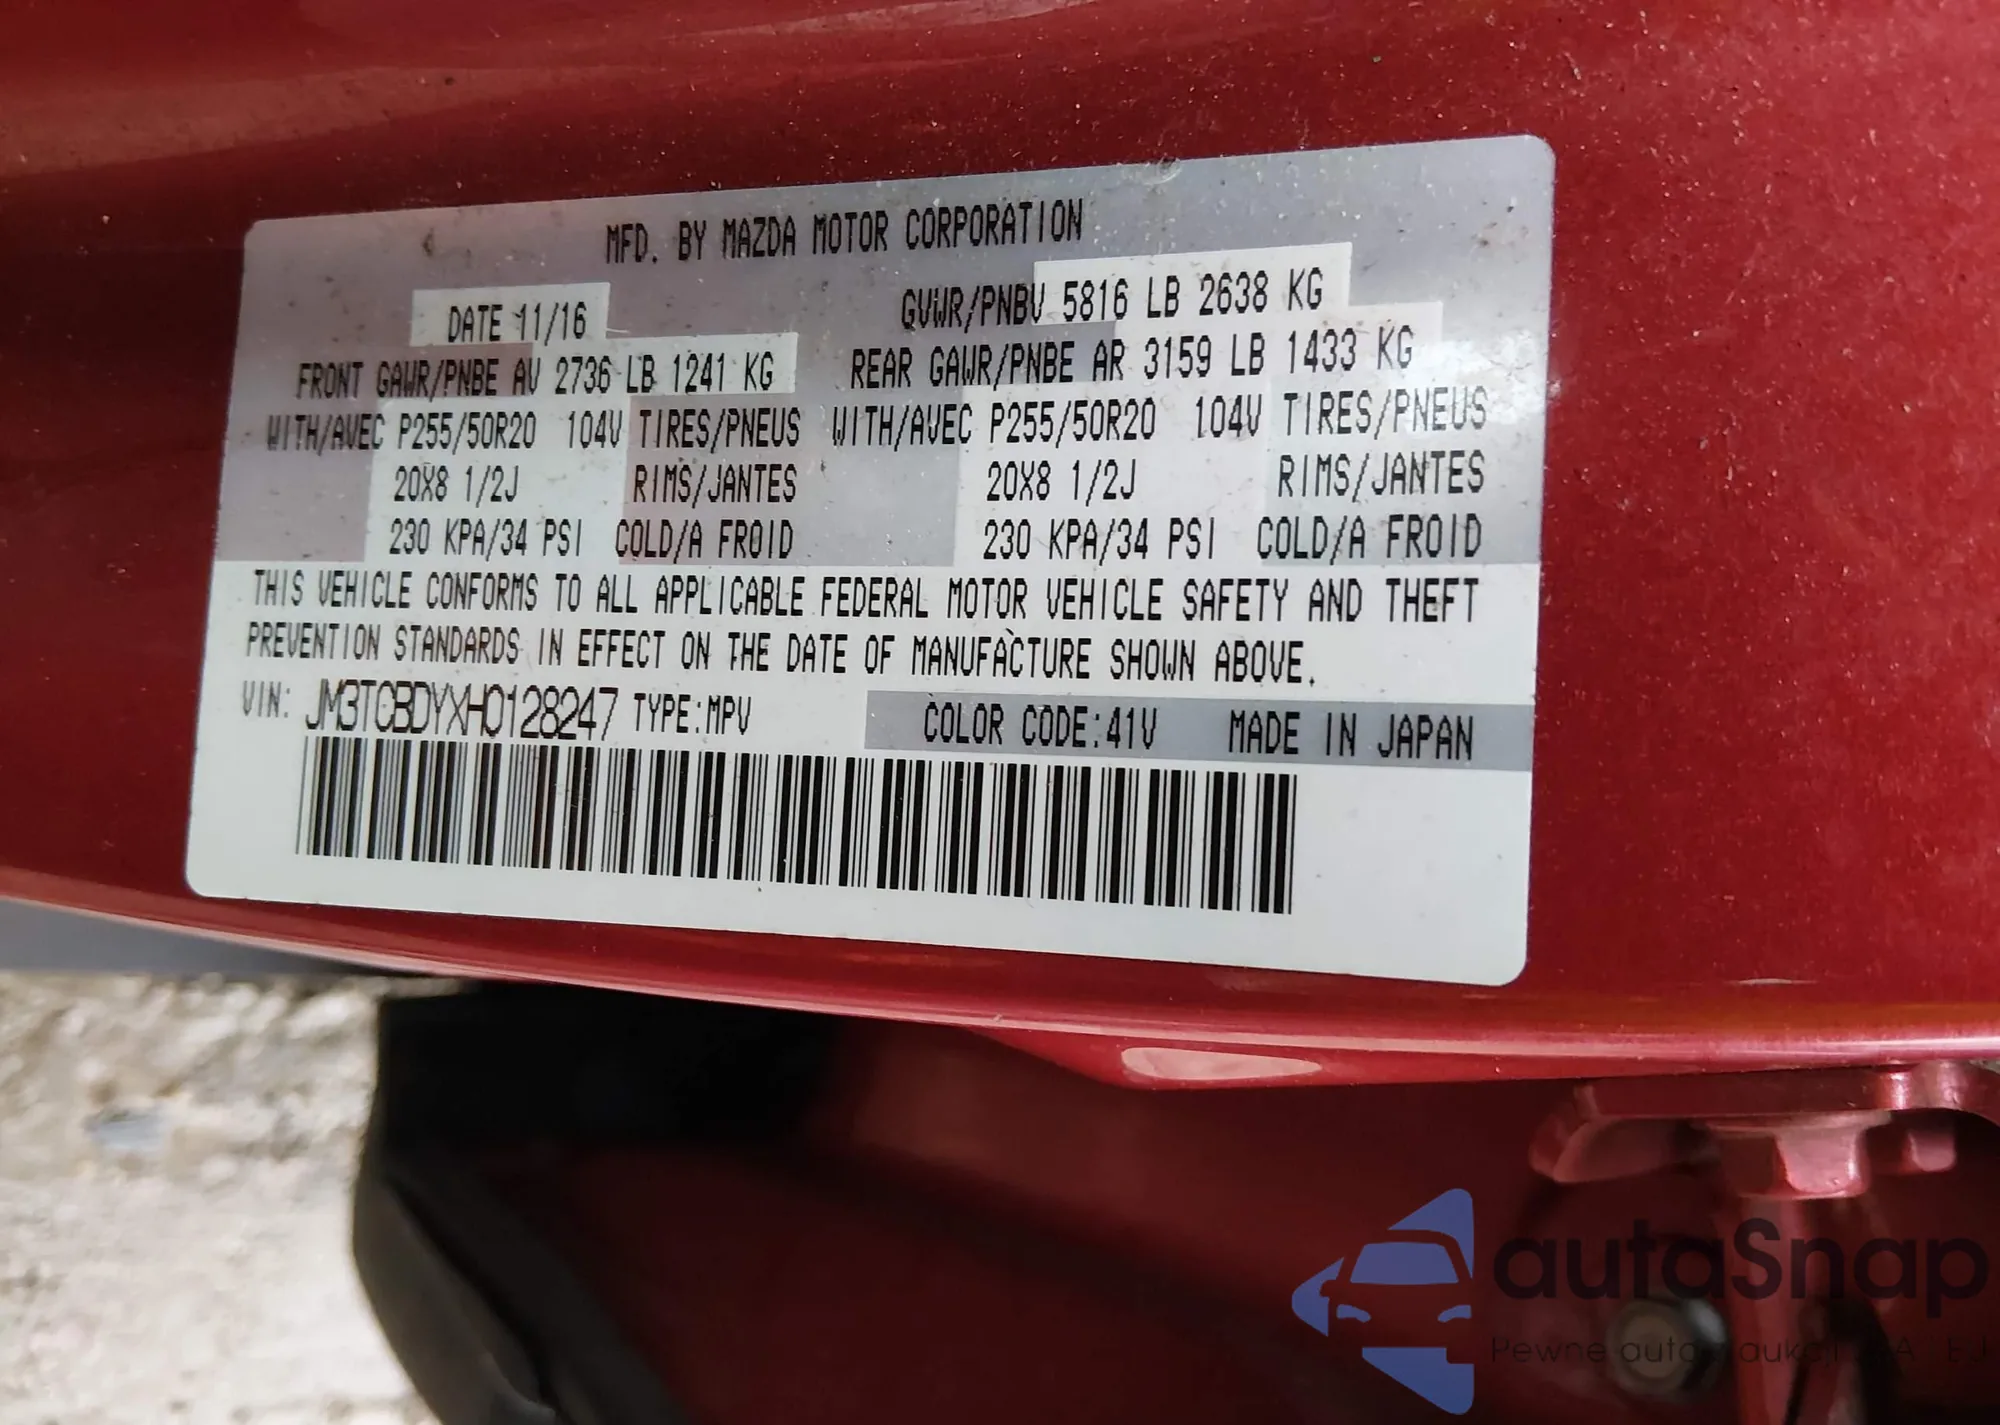 MFD. BY MAZDA MOTOR CORPORATION
DATE 11/16 GVWR/PNBV 5816 LB 2638 KG
FRONT GAWR/PNBE AV 2736 LB 1241 KG REAR GAWR/PNBE AR 3159 LB 1433 KG
WITH/AVEC P255/50R20 104V TIRES/PNEUS WITH/AVEC P255/50R20 104V TIRES/PNEUS
20X8 1/2J RIMS/JANTES 20X8 1/2J RIMS/JANTES
230 KPA/34 PSI COLD/A FROID 230 KPA/34 PSI COLD/A FROID
THIS VEHICLE CONFORMS TO ALL APPLICABLE FEDERAL MOTOR VEHICLE SAFETY AND THEFT
PREVENTION STANDARDS IN EFFECT ON THE DATE OF MANUFACTURE SHOWN ABOVE.
VIN: JM3TCBDYXH0128247 TYPE:MPV COLOR CODE:41V MADE IN JAPAN
autaSnap
Pewne auta